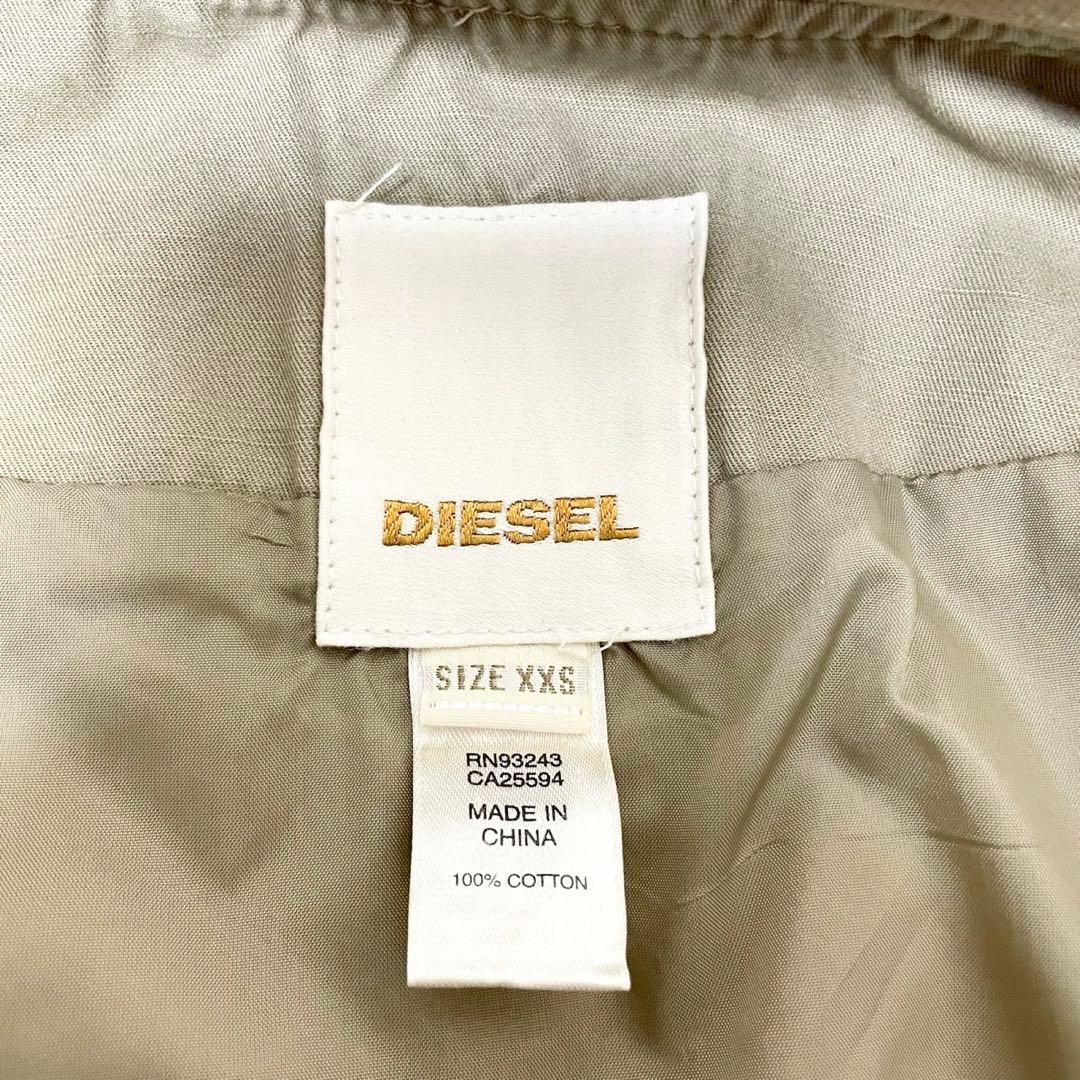 DIESEL
SIZE XXS
RN93243
CA25594
MADE IN
CHINA
100% COTTON